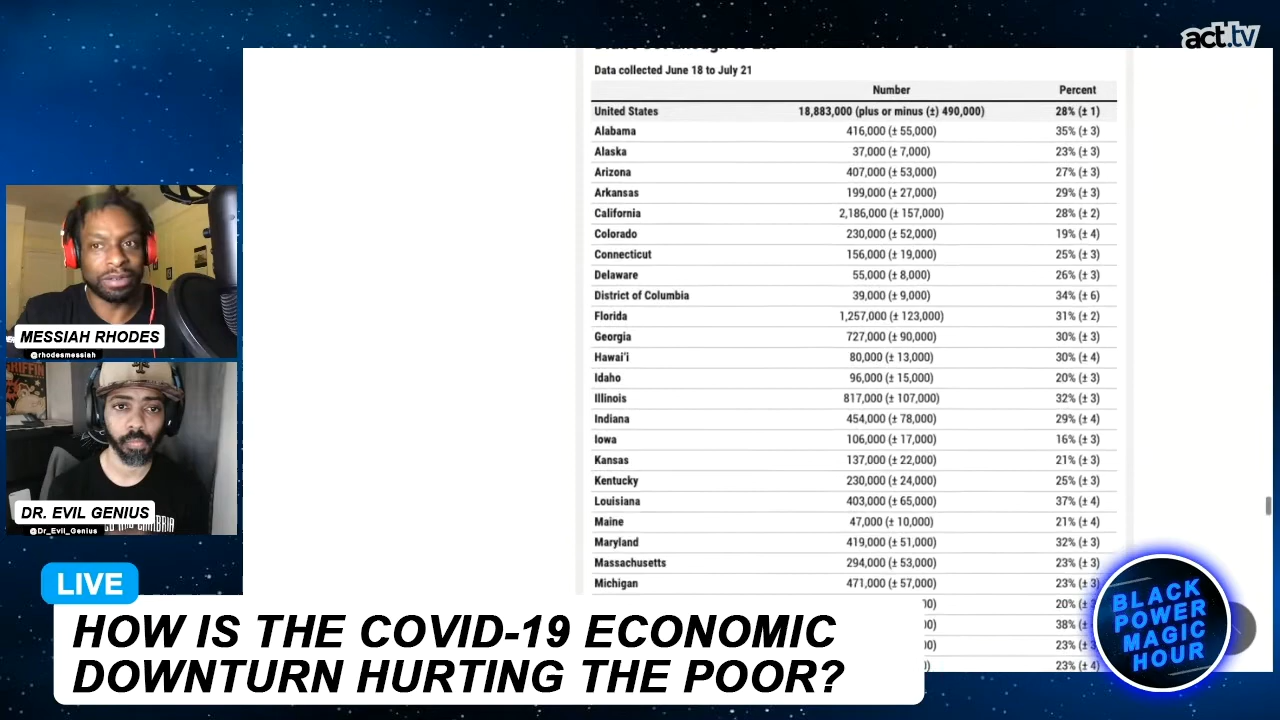 act.tv
Data collected June 18 to July 21
Number Percent
United States 18,883,000 (plus or minus (±) 490,000) 28% (± 1)
Alabama 416,000 (± 55,000) 35% (± 3)
Alaska 37,000 (± 7,000) 23% (± 3)
Arizona 407,000 (± 53,000) 27% (± 3)
Arkansas 199,000 (± 27,000) 29% (± 3)
California 2,186,000 (± 157,000) 28% (± 2)
Colorado 230,000 (± 52,000) 19% (± 4)
Connecticut 156,000 (± 19,000) 25% (± 3)
Delaware 55,000 (± 8,000) 26% (± 3)
District of Columbia 39,000 (± 9,000) 34% (± 6)
Florida 1,257,000 (± 123,000) 31% (± 2)
Georgia 727,000 (± 90,000) 30% (± 3)
Hawai'i 80,000 (± 13,000) 30% (± 4)
Idaho 96,000 (± 15,000) 20% (± 3)
Illinois 817,000 (± 107,000) 32% (± 3)
Indiana 454,000 (± 78,000) 29% (± 4)
Iowa 106,000 (± 17,000) 16% (± 3)
Kansas 137,000 (± 22,000) 21% (± 3)
Kentucky 230,000 (± 24,000) 25% (± 3)
Louisiana 403,000 (± 65,000) 37% (± 4)
Maine 47,000 (± 10,000) 21% (± 4)
Maryland 419,000 (± 51,000) 32% (± 3)
Massachusetts 294,000 (± 53,000) 23% (± 3)
Michigan 471,000 (± 57,000) 23% (± 3)
00) 20% (±
00) 38% (±
00) 23% (±
) 23% (± 4)
MESSIAH RHODES
@rhodesmessiah
DR. EVIL GENIUS
@Dr_Evil_Genius
LIVE
HOW IS THE COVID-19 ECONOMIC
DOWNTURN HURTING THE POOR?
BLACK
POWER
MAGIC
HOUR